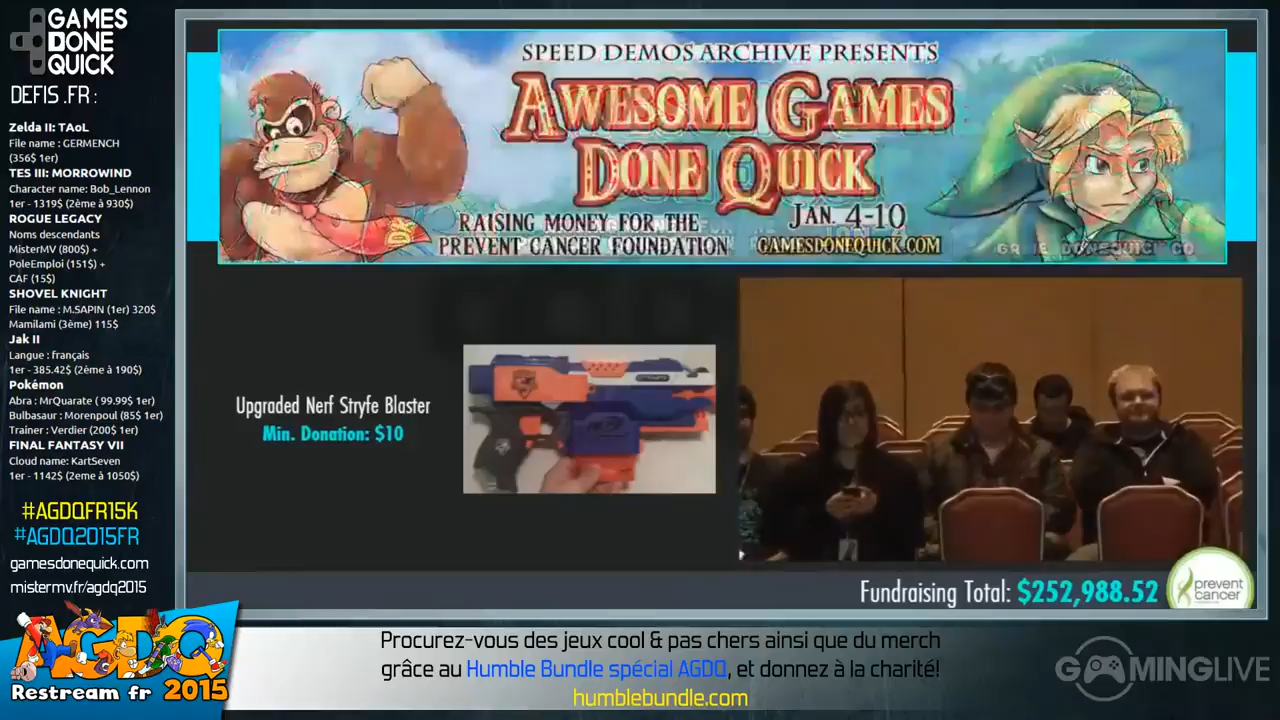 GAMES
DONE
QUICK
DEFIS .FR :
Zelda II: TAoL
File name : GERMENCH
(356$ 1er)
TES III: MORROWIND
Character name: Bob_Lennon
1er - 1319$ (2ème à 930$)
ROGUE LEGACY
Noms descendants
MisterMV (800$) +
PoleEmploi (151$) +
CAF (15$)
SHOVEL KNIGHT
File name : M.SAPIN (1er) 320$
Mamilami (3ème) 115$
Jak II
Langue : français
1er - 385.42$ (2ème à 190$)
Pokémon
Abra : MrQuarate ( 99.99$ 1er)
Bulbasaur : Morenpoul (85$ 1er)
Trainer : Verdier (200$ 1er)
FINAL FANTASY VII
Cloud name: KartSeven
1er - 1142$ (2eme à 1050$)
#AGDQFR15K
#AGDQ2015FR
gamesdonequick.com
mistermv.fr/agdq2015
AGDQ
Restream fr 2015
SPEED DEMOS ARCHIVE PRESENTS
AWESOME GAMES
DONE QUICK
JAN. 4-10
RAISING MONEY FOR THE
PREVENT CANCER FOUNDATION
GAMESDONEQUICK.COM
Upgraded Nerf Stryfe Blaster
Min. Donation: $10
Fundraising Total: $252,988.52
prevent
cancer
Procurez-vous des jeux cool & pas chers ainsi que du merch
grâce au Humble Bundle spécial AGDQ, et donnez à la charité!
humblebundle.com
GAMINGLIVE